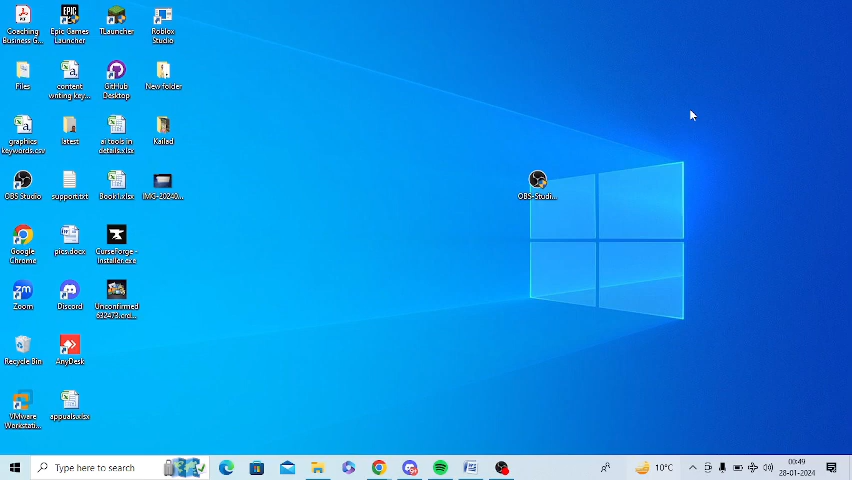 Coaching
Business G...
Epic Games
Launcher
TLauncher
Roblox
Studio
Files
content
writing key...
GitHub
Desktop
New folder
graphics
keywords.csv
latest
ai tools in
details.xlsx
Kailad
OBS Studio
support.txt
Book1.xlsx
IMG-20240...
OBS-Studi...
Google
Chrome
pics.docx
CurseForge -
Installer.exe
zm
Zoom
Discord
Unconfirmed
632473.crd...
Recycle Bin
AnyDesk
VMware
Workstati...
appuals.xlsx
Type here to search
10°C
00:49
28-01-2024